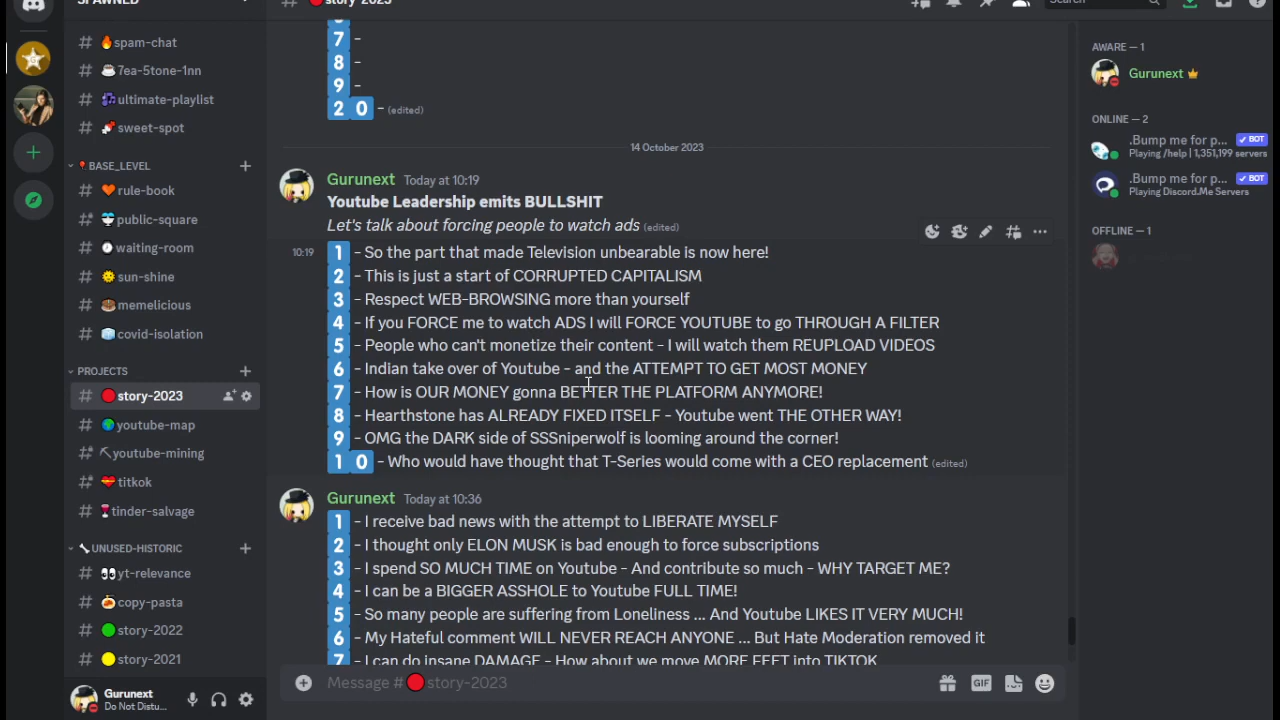 SPAWNED
story-2023
Search
spam-chat
7ea-5tone-1nn
ultimate-playlist
sweet-spot
BASE_LEVEL
rule-book
public-square
waiting-room
sun-shine
memelicious
covid-isolation
PROJECTS
story-2023
youtube-map
youtube-mining
titkok
tinder-salvage
UNUSED-HISTORIC
yt-relevance
copy-pasta
story-2022
story-2021
Gurunext
Do Not Distu...
7 -
8 -
9 -
2 0 - (edited)
14 October 2023
Gurunext Today at 10:19
Youtube Leadership emits BULLSHIT
Let's talk about forcing people to watch ads (edited)
10:19
1 - So the part that made Television unbearable is now here!
2 - This is just a start of CORRUPTED CAPITALISM
3 - Respect WEB-BROWSING more than yourself
4 - If you FORCE me to watch ADS I will FORCE YOUTUBE to go THROUGH A FILTER
5 - People who can't monetize their content - I will watch them REUPLOAD VIDEOS
6 - Indian take over of Youtube - and the ATTEMPT TO GET MOST MONEY
7 - How is OUR MONEY gonna BETTER THE PLATFORM ANYMORE!
8 - Hearthstone has ALREADY FIXED ITSELF - Youtube went THE OTHER WAY!
9 - OMG the DARK side of SSSniperwolf is looming around the corner!
1 0 - Who would have thought that T-Series would come with a CEO replacement (edited)
Gurunext Today at 10:36
1 - I receive bad news with the attempt to LIBERATE MYSELF
2 - I thought only ELON MUSK is bad enough to force subscriptions
3 - I spend SO MUCH TIME on Youtube - And contribute so much - WHY TARGET ME?
4 - I can be a BIGGER ASSHOLE to Youtube FULL TIME!
5 - So many people are suffering from Loneliness ... And Youtube LIKES IT VERY MUCH!
6 - My Hateful comment WILL NEVER REACH ANYONE ... But Hate Moderation removed it
7 - I can do insane DAMAGE - How about we move MORE FEET into TIKTOK
Message # story-2023
GIF
AWARE — 1
Gurunext
ONLINE — 2
.Bump me for p... BOT
Playing /help | 1,351,199 servers
.Bump me for p... BOT
Playing Discord.Me Servers
OFFLINE — 1